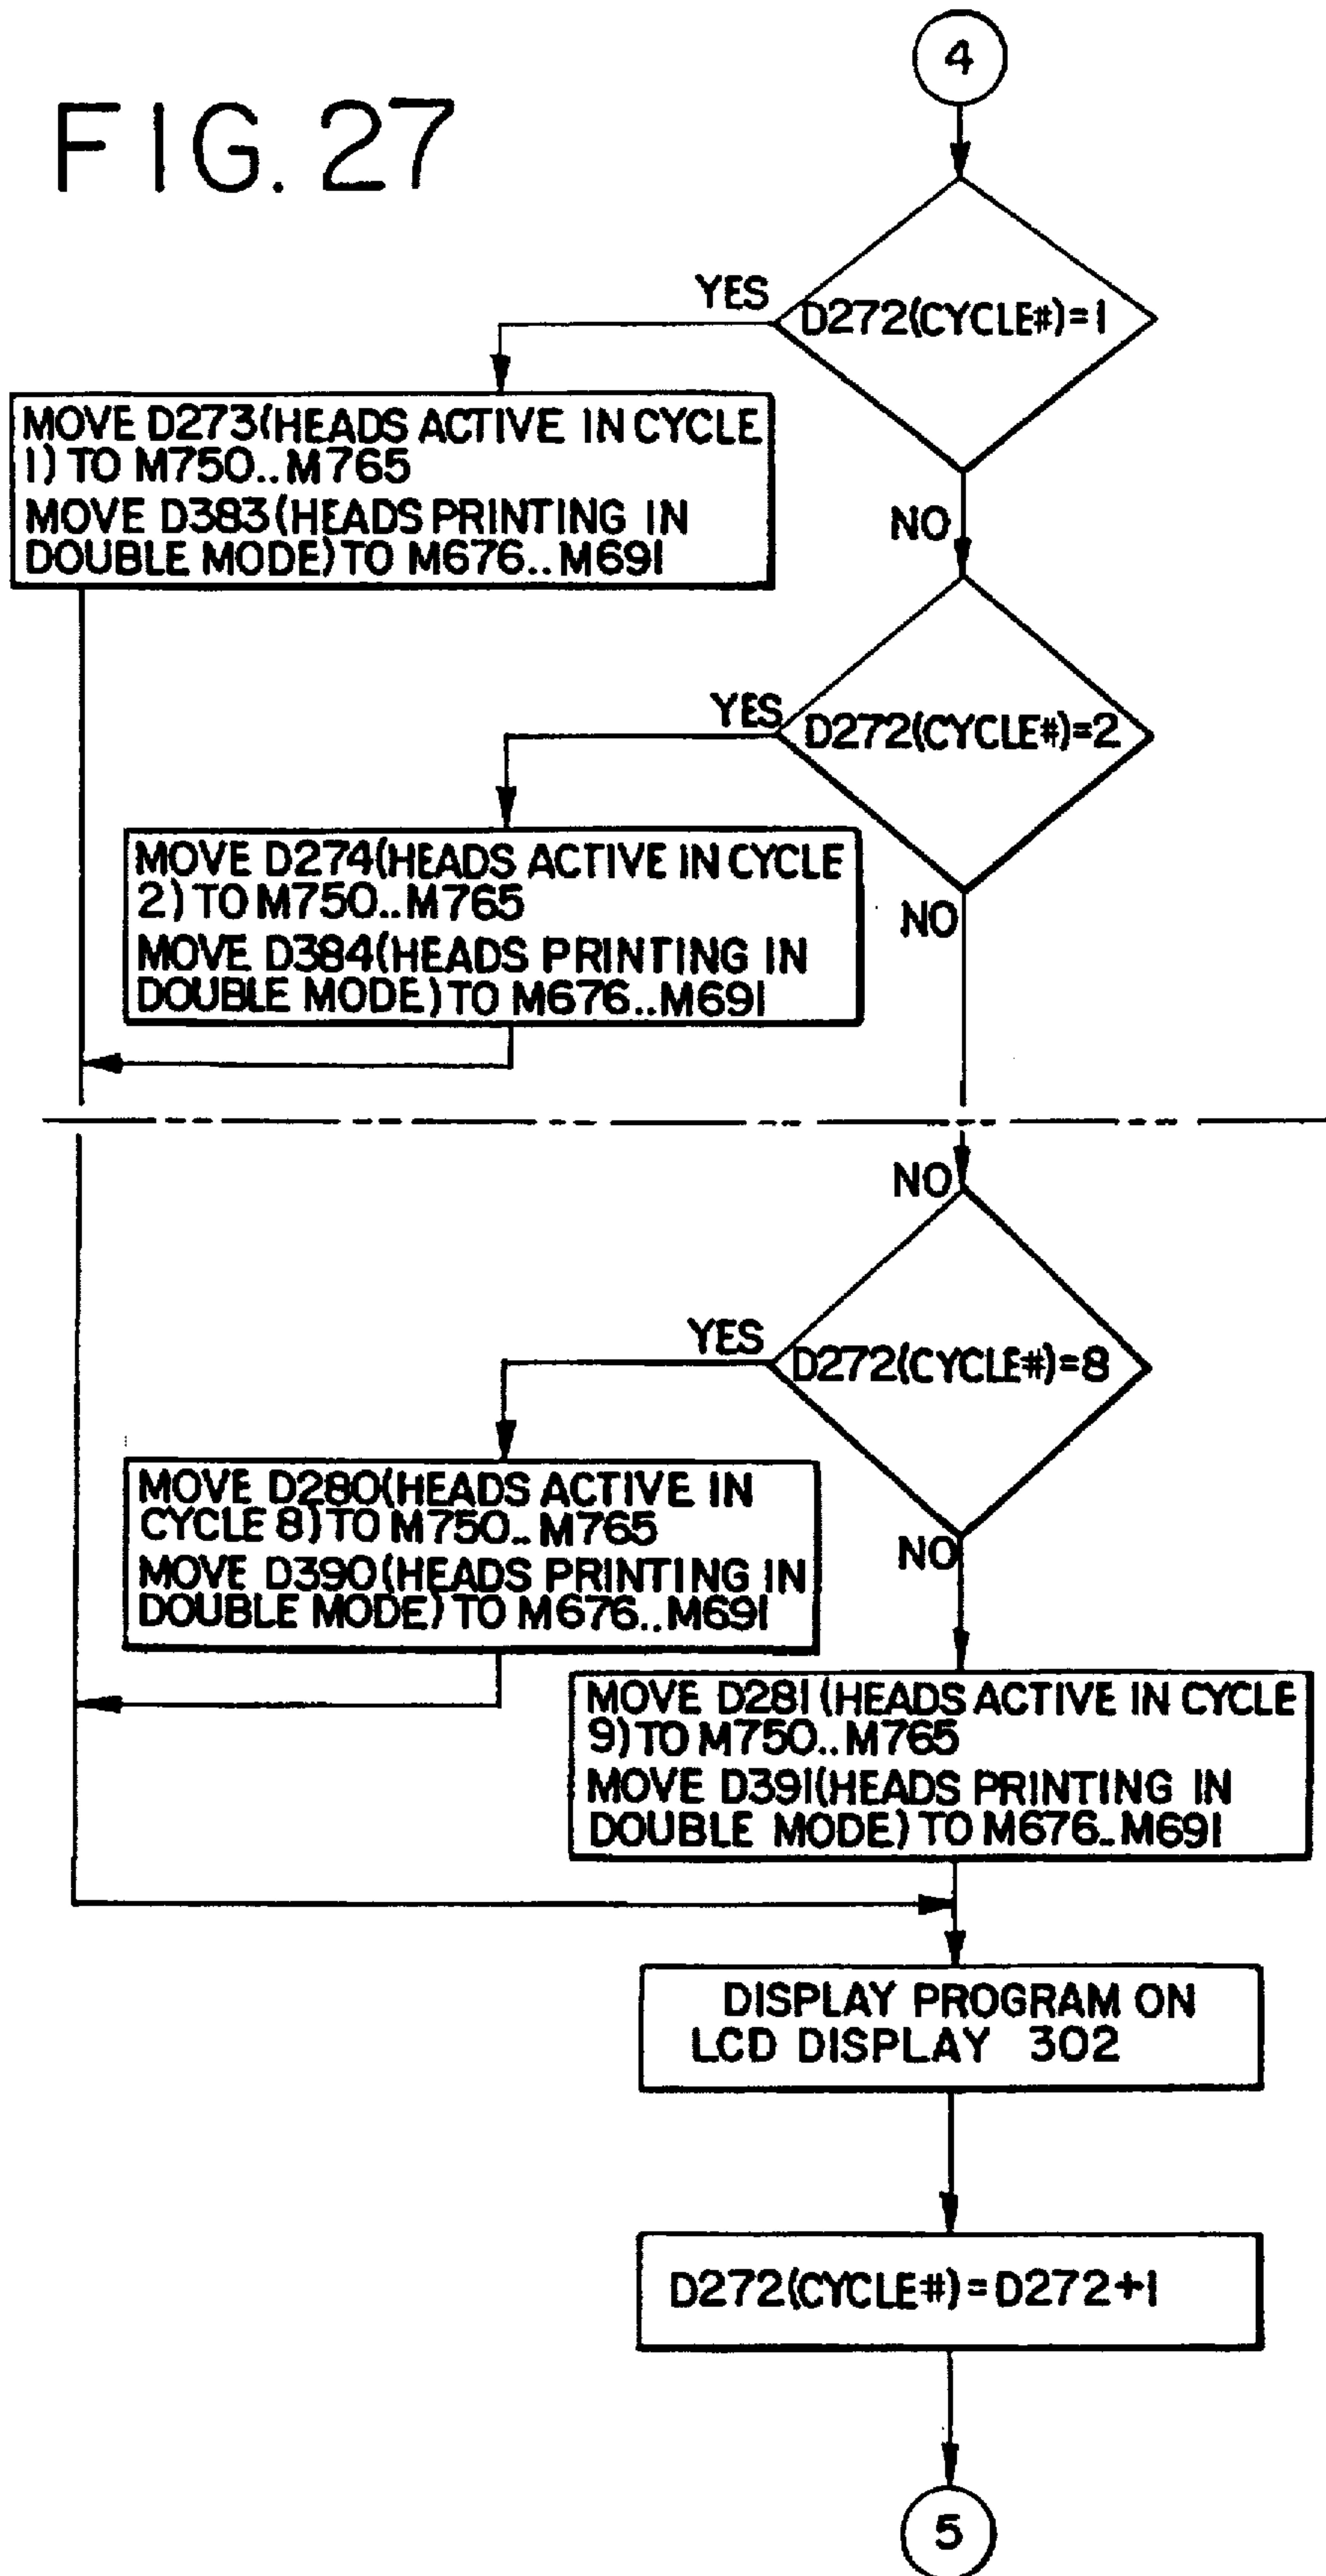 4
FIG. 27
YES
D272(CYCLE#)=1
MOVE D273(HEADS ACTIVE IN CYCLE
1) TO M750..M765
MOVE D383(HEADS PRINTING IN
DOUBLE MODE) TO M676..M691
NO
YES
D272(CYCLE#)=2
MOVE D274(HEADS ACTIVE IN CYCLE
2) TO M750..M765
MOVE D384(HEADS PRINTING IN
DOUBLE MODE) TO M676..M691
NO
NO
YES
D272(CYCLE#)=8
MOVE D280(HEADS ACTIVE IN
CYCLE 8) TO M750..M765
MOVE D390(HEADS PRINTING IN
DOUBLE MODE) TO M676..M691
NO
MOVE D281(HEADS ACTIVE IN CYCLE
9) TO M750..M765
MOVE D391(HEADS PRINTING IN
DOUBLE MODE) TO M676..M691
DISPLAY PROGRAM ON
LCD DISPLAY 302
D272(CYCLE#)=D272+1
5